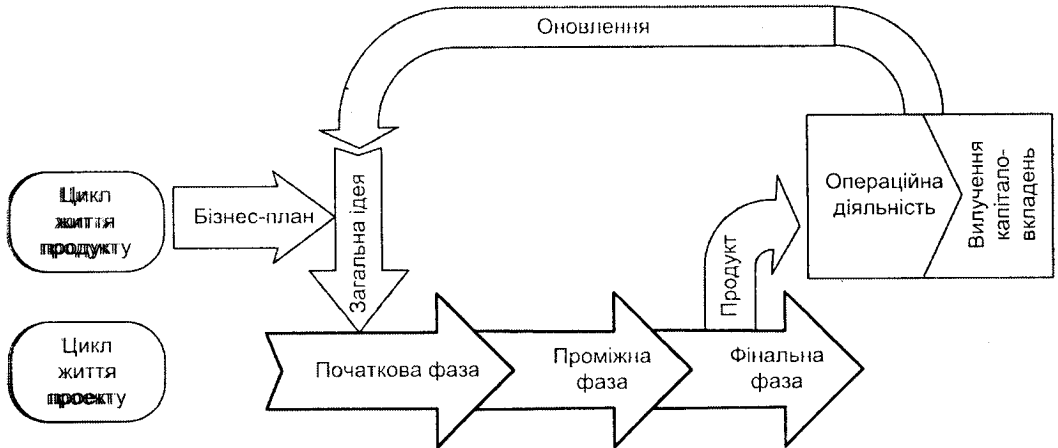 Оновлення
Цикл
життя
продукту
Бізнес-план
Загальна ідея
Продукт
Операційна
діяльність
Вилучення
капітало-
вкладень
Цикл
життя
проекту
Початкова фаза
Проміжна
фаза
Фінальна
фаза